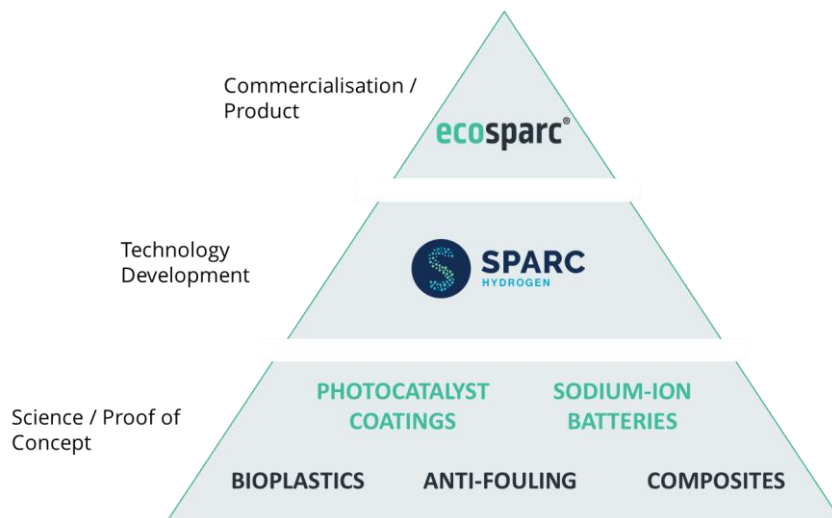 Commercialisation /
Product
ecosparc®
Technology
Development
SPARC
HYDROGEN
Science / Proof of
Concept
PHOTOCATALYST
COATINGS
SODIUM-ION
BATTERIES
BIOPLASTICS ANTI-FOULING COMPOSITES